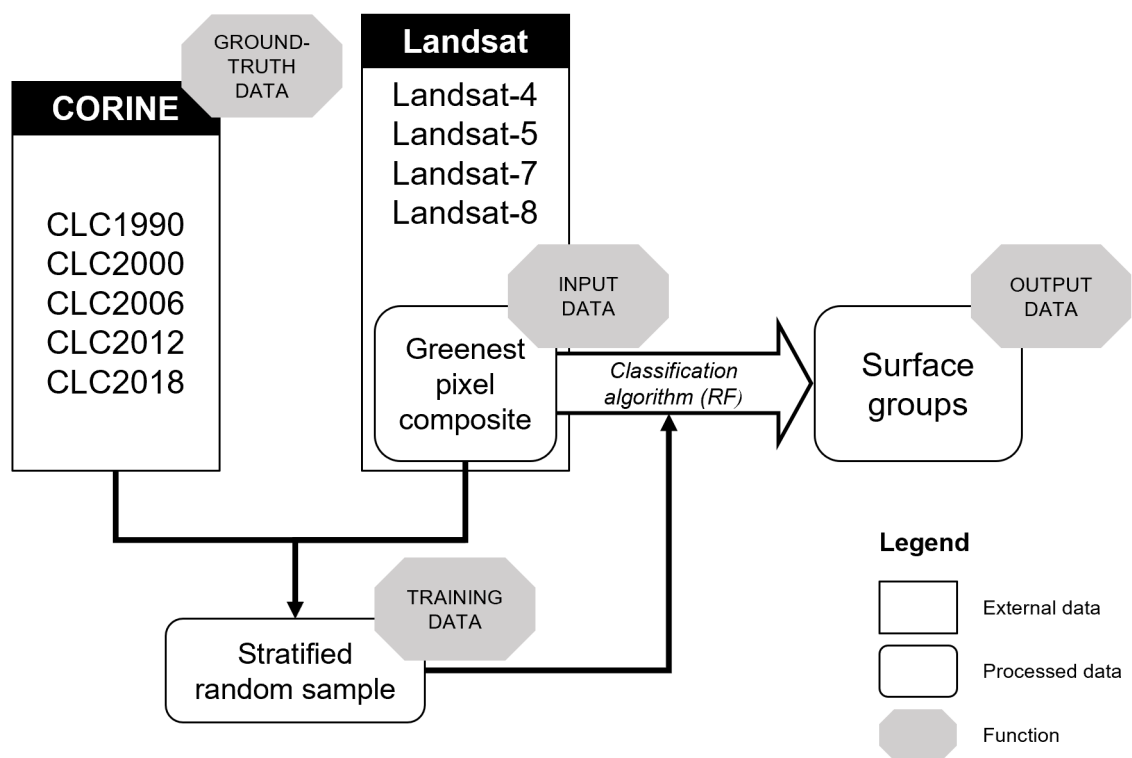 GROUND-
TRUTH
DATA
CORINE
CLC1990
CLC2000
CLC2006
CLC2012
CLC2018
Landsat
Landsat-4
Landsat-5
Landsat-7
Landsat-8
INPUT
DATA
Greenest
pixel
composite
Classification
algorithm (RF)
OUTPUT
DATA
Surface
groups
TRAINING
DATA
Stratified
random sample
Legend
External data
Processed data
Function